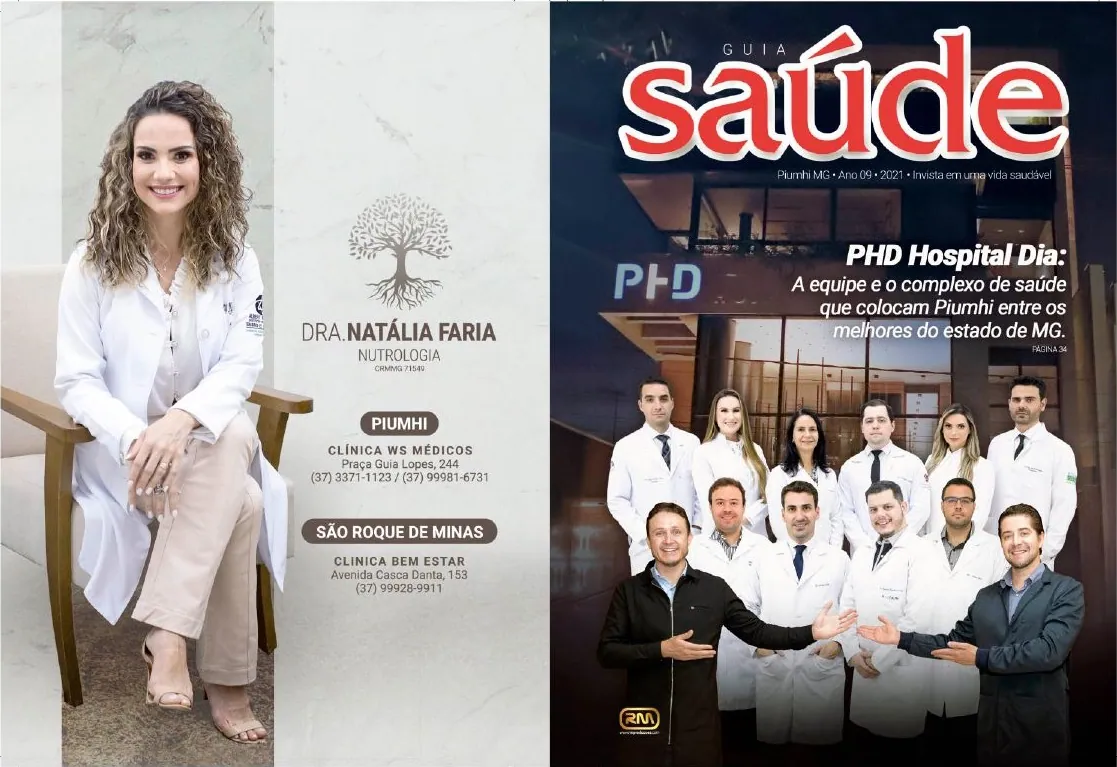 DRA.NATÁLIA FARIA
NUTROLOGIA
CRMMG 71549
PIUMHI
CLÍNICA WS MÉDICOS
Praça Guia Lopes, 244
(37) 3371-1123 / (37) 99981-6731
SÃO ROQUE DE MINAS
CLINICA BEM ESTAR
Avenida Casca Danta, 153
(37) 99928-9911
GUIA
saúde
Piumhi MG • Ano 09 • 2021 • Invista em uma vida saudável
PHD Hospital Dia:
A equipe e o complexo de saúde
que colocam Piumhi entre os
melhores do estado de MG.
PÁGINA 34
PHD
RM